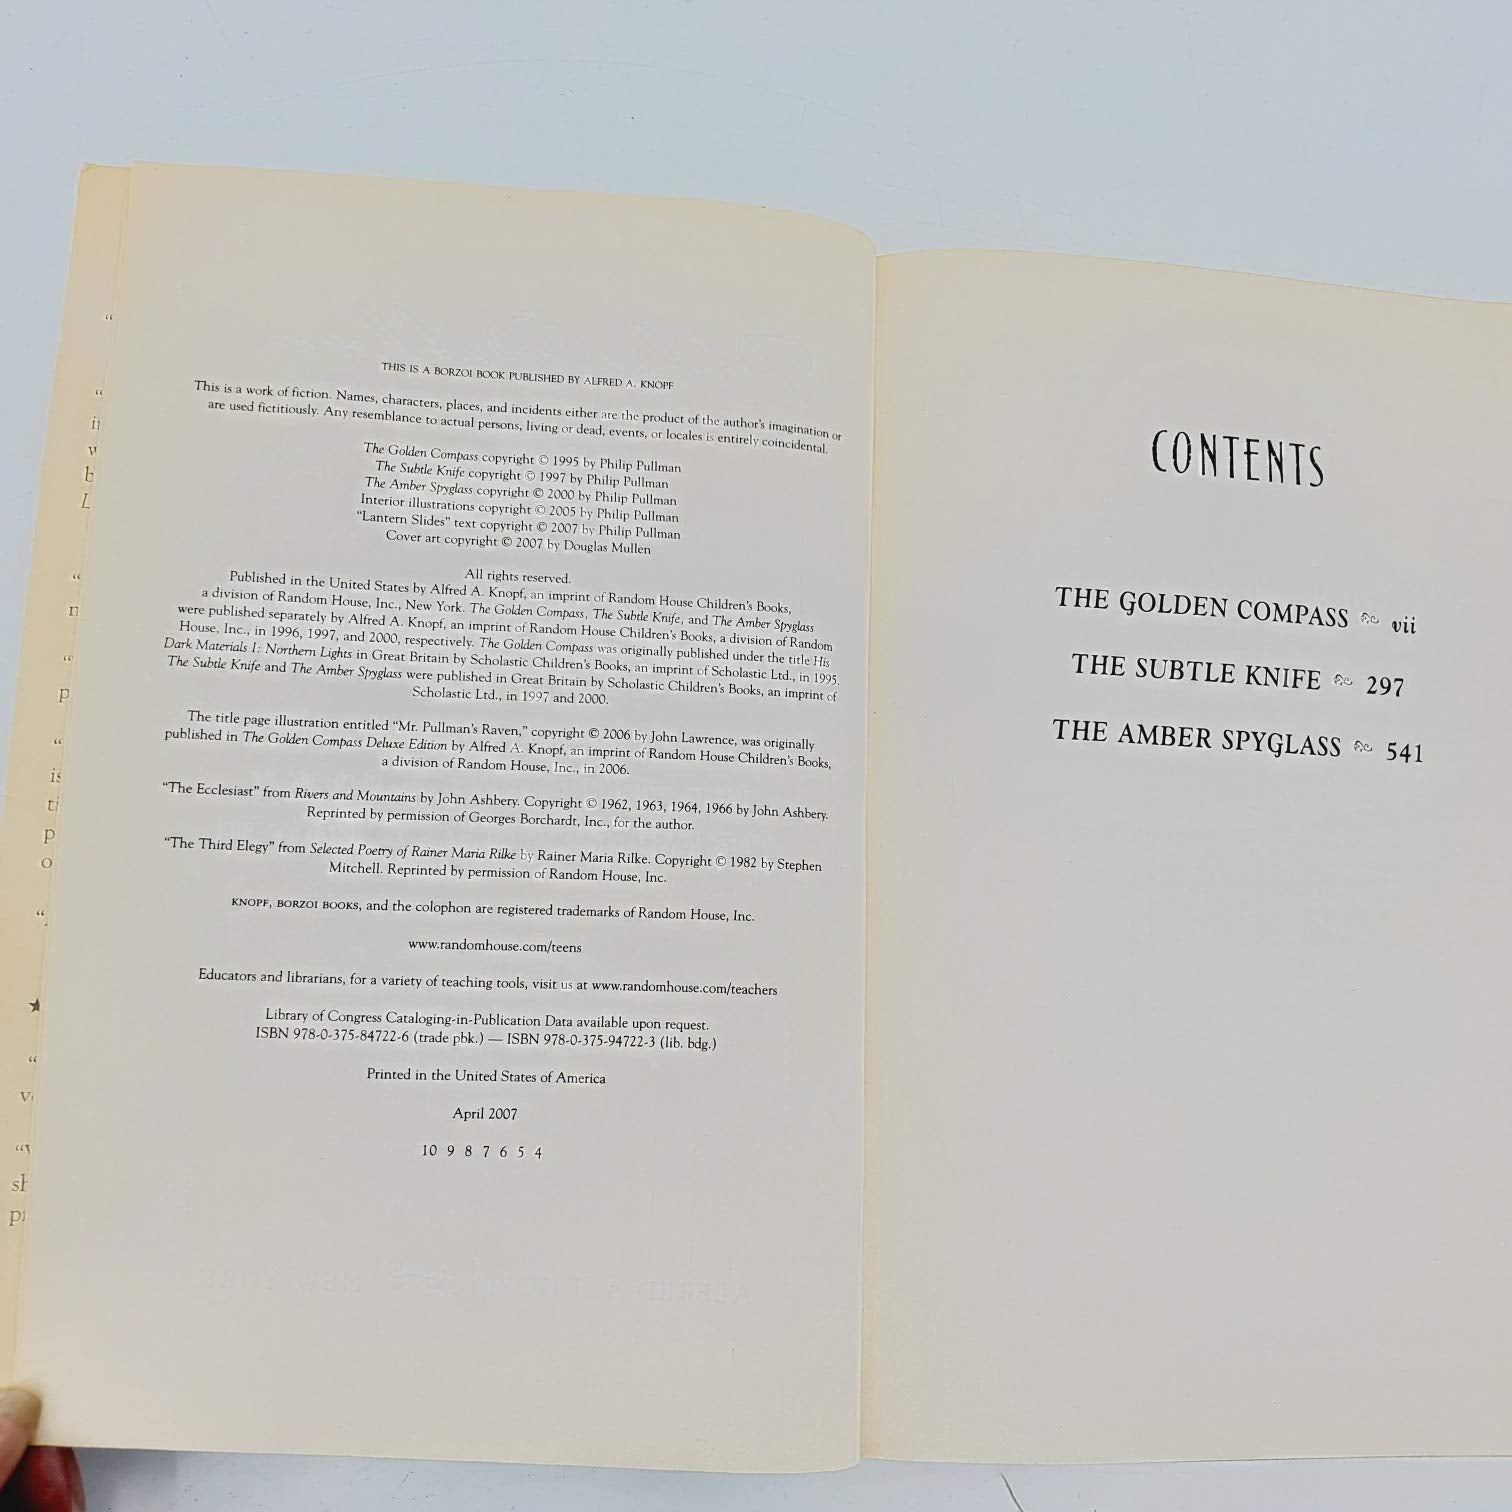 THIS IS A BORZOI BOOK PUBLISHED BY ALFRED A. KNOPF
This is a work of fiction. Names, characters, places, and incidents either are the product of the author's imagination or
are used fictitiously. Any resemblance to actual persons, living or dead, events, or locales is entirely coincidental.
The Golden Compass copyright © 1995 by Philip Pullman
The Subtle Knife copyright © 1997 by Philip Pullman
The Amber Spyglass copyright © 2000 by Philip Pullman
Interior illustrations copyright © 2005 by Philip Pullman
“Lantern Slides” text copyright © 2007 by Philip Pullman
Cover art copyright © 2007 by Douglas Mullen
All rights reserved.
Published in the United States by Alfred A. Knopf, an imprint of Random House Children's Books,
a division of Random House, Inc., New York. The Golden Compass, The Subtle Knife, and The Amber Spyglass
were published separately by Alfred A. Knopf, an imprint of Random House Children's Books, a division of Random
House, Inc., in 1996, 1997, and 2000, respectively. The Golden Compass was originally published under the title His
Dark Materials I: Northern Lights in Great Britain by Scholastic Children's Books, an imprint of Scholastic Ltd., in 1995.
The Subtle Knife and The Amber Spyglass were published in Great Britain by Scholastic Children's Books, an imprint of
Scholastic Ltd., in 1997 and 2000.
The title page illustration entitled “Mr. Pullman's Raven,” copyright © 2006 by John Lawrence, was originally
published in The Golden Compass Deluxe Edition by Alfred A. Knopf, an imprint of Random House Children's Books,
a division of Random House, Inc., in 2006.
“The Ecclesiast” from Rivers and Mountains by John Ashbery. Copyright © 1962, 1963, 1964, 1966 by John Ashbery.
Reprinted by permission of Georges Borchardt, Inc., for the author.
“The Third Elegy” from Selected Poetry of Rainer Maria Rilke by Rainer Maria Rilke. Copyright © 1982 by Stephen
Mitchell. Reprinted by permission of Random House, Inc.
KNOPF, BORZOI BOOKS, and the colophon are registered trademarks of Random House, Inc.
www.randomhouse.com/teens
Educators and librarians, for a variety of teaching tools, visit us at www.randomhouse.com/teachers
Library of Congress Cataloging-in-Publication Data available upon request.
ISBN 978-0-375-84722-6 (trade pbk.) — ISBN 978-0-375-94722-3 (lib. bdg.)
Printed in the United States of America
April 2007
10 9 8 7 6 5 4
CONTENTS
THE GOLDEN COMPASS vii
THE SUBTLE KNIFE 297
THE AMBER SPYGLASS 541